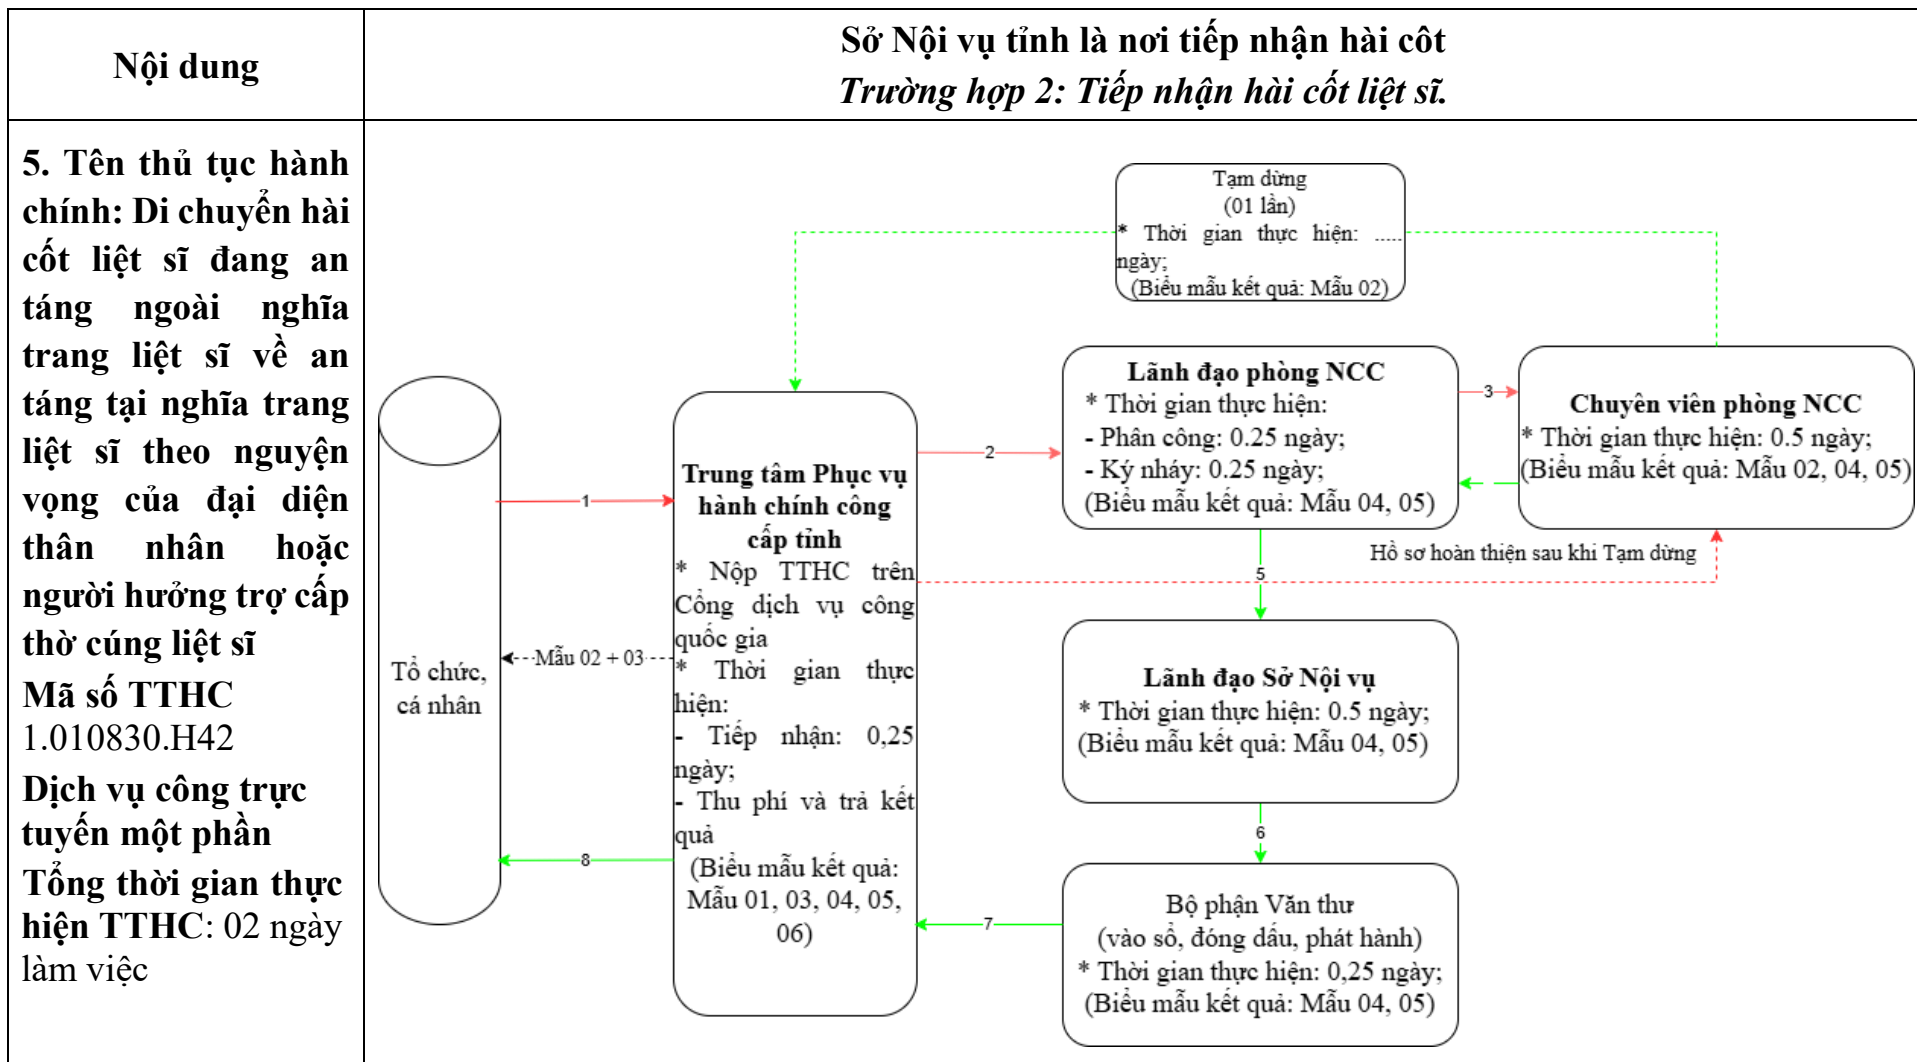 Nội dung
Sở Nội vụ tỉnh là nơi tiếp nhận hài côt
Trường hợp 2: Tiếp nhận hài cốt liệt sĩ.
5. Tên thủ tục hành
chính: Di chuyển hài
cốt liệt sĩ đang an
táng ngoài nghĩa
trang liệt sĩ về an
táng tại nghĩa trang
liệt sĩ theo nguyện
vọng của đại diện
thân nhân hoặc
người hưởng trợ cấp
thờ cúng liệt sĩ
Mã số TTHC
1.010830.H42
Dịch vụ công trực
tuyến một phần
Tổng thời gian thực
hiện TTHC: 02 ngày
làm việc
Tổ chức,
cá nhân
1
Mẫu 02 + 03
8
Trung tâm Phục vụ
hành chính công
cấp tỉnh
* Nộp TTHC trên
Cổng dịch vụ công
quốc gia
* Thời gian thực
hiện:
- Tiếp nhận: 0,25
ngày;
- Thu phí và trả kết
quả
(Biểu mẫu kết quả:
Mẫu 01, 03, 04, 05,
06)
Tạm dừng
(01 lần)
* Thời gian thực hiện: .....
ngày;
(Biểu mẫu kết quả: Mẫu 02)
2
Lãnh đạo phòng NCC
* Thời gian thực hiện:
- Phân công: 0.25 ngày;
- Ký nháy: 0.25 ngày;
(Biểu mẫu kết quả: Mẫu 04, 05)
3
Chuyên viên phòng NCC
* Thời gian thực hiện: 0.5 ngày;
(Biểu mẫu kết quả: Mẫu 02, 04, 05)
Hồ sơ hoàn thiện sau khi Tạm dừng
5
Lãnh đạo Sở Nội vụ
* Thời gian thực hiện: 0.5 ngày;
(Biểu mẫu kết quả: Mẫu 04, 05)
6
Bộ phận Văn thư
(vào sổ, đóng dấu, phát hành)
* Thời gian thực hiện: 0,25 ngày;
(Biểu mẫu kết quả: Mẫu 04, 05)
7